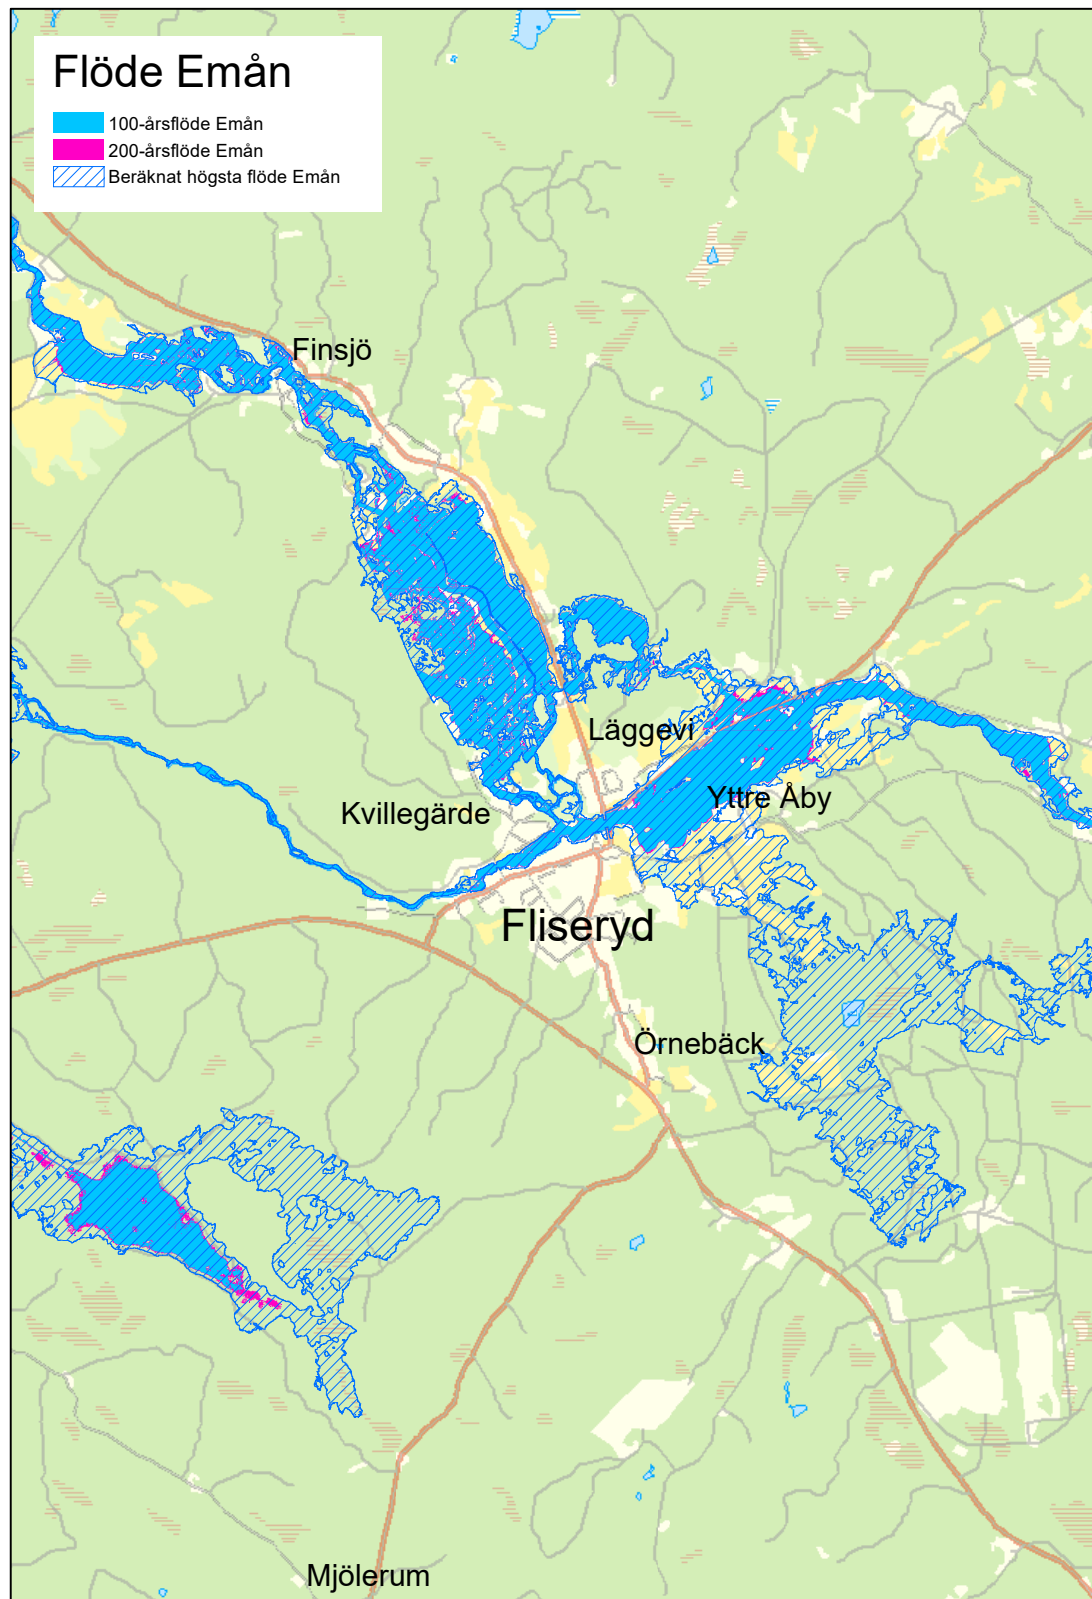 Flöde Emån
100-årsflöde Emån
200-årsflöde Emån
Beräknat högsta flöde Emån
Finsjö
Läggevi
Yttre Åby
Kvillegärde
Fliseryd
Örnebäck
Mjölerum